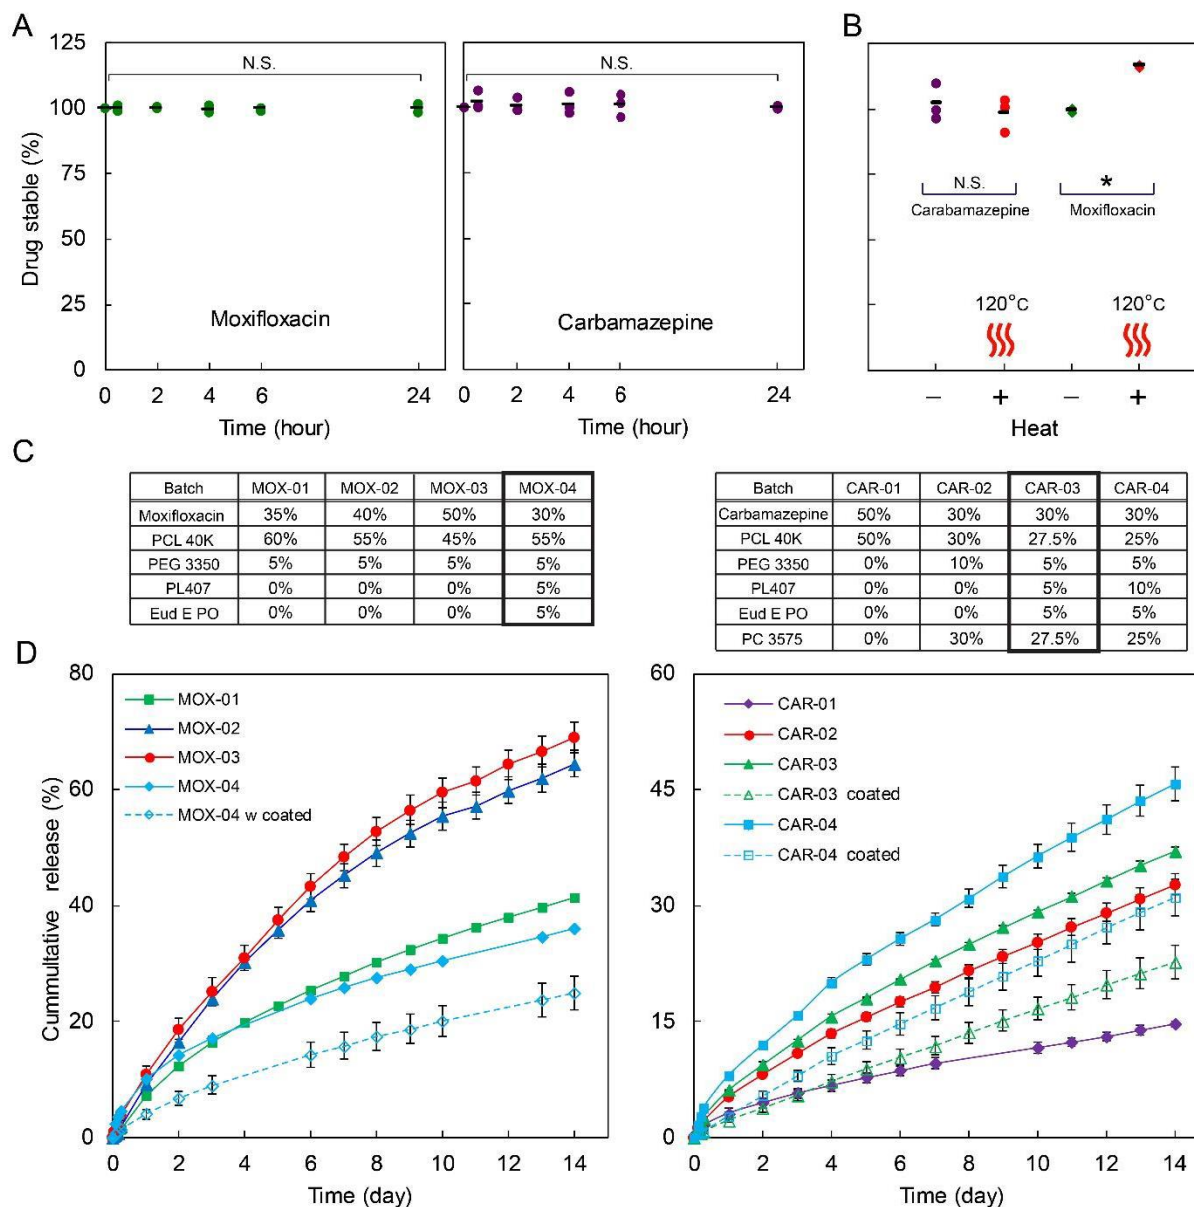 A
B
125
100
75
50
25
0
Drug stable (%)
N.S.
Moxifloxacin
0 2 4 6 24
Time (hour)
N.S.
Carbamazepine
0 2 4 6 24
Time (hour)
N.S.
*
Carabamazepine
Moxifloxacin
120°C
120°C
− + − +
Heat
C
Batch MOX-01 MOX-02 MOX-03 MOX-04
Moxifloxacin 35% 40% 50% 30%
PCL 40K 60% 55% 45% 55%
PEG 3350 5% 5% 5% 5%
PL407 0% 0% 0% 5%
Eud E PO 0% 0% 0% 5%
Batch CAR-01 CAR-02 CAR-03 CAR-04
Carbamazepine 50% 30% 30% 30%
PCL 40K 50% 30% 27.5% 25%
PEG 3350 0% 10% 5% 5%
PL407 0% 0% 5% 10%
Eud E PO 0% 0% 5% 5%
PC 3575 0% 30% 27.5% 25%
D
80
60
40
20
0
Cummultative release (%)
MOX-01
MOX-02
MOX-03
MOX-04
MOX-04 w coated
0 2 4 6 8 10 12 14
Time (day)
60
45
30
15
0
CAR-01
CAR-02
CAR-03
CAR-03 coated
CAR-04
CAR-04 coated
0 2 4 6 8 10 12 14
Time (day)